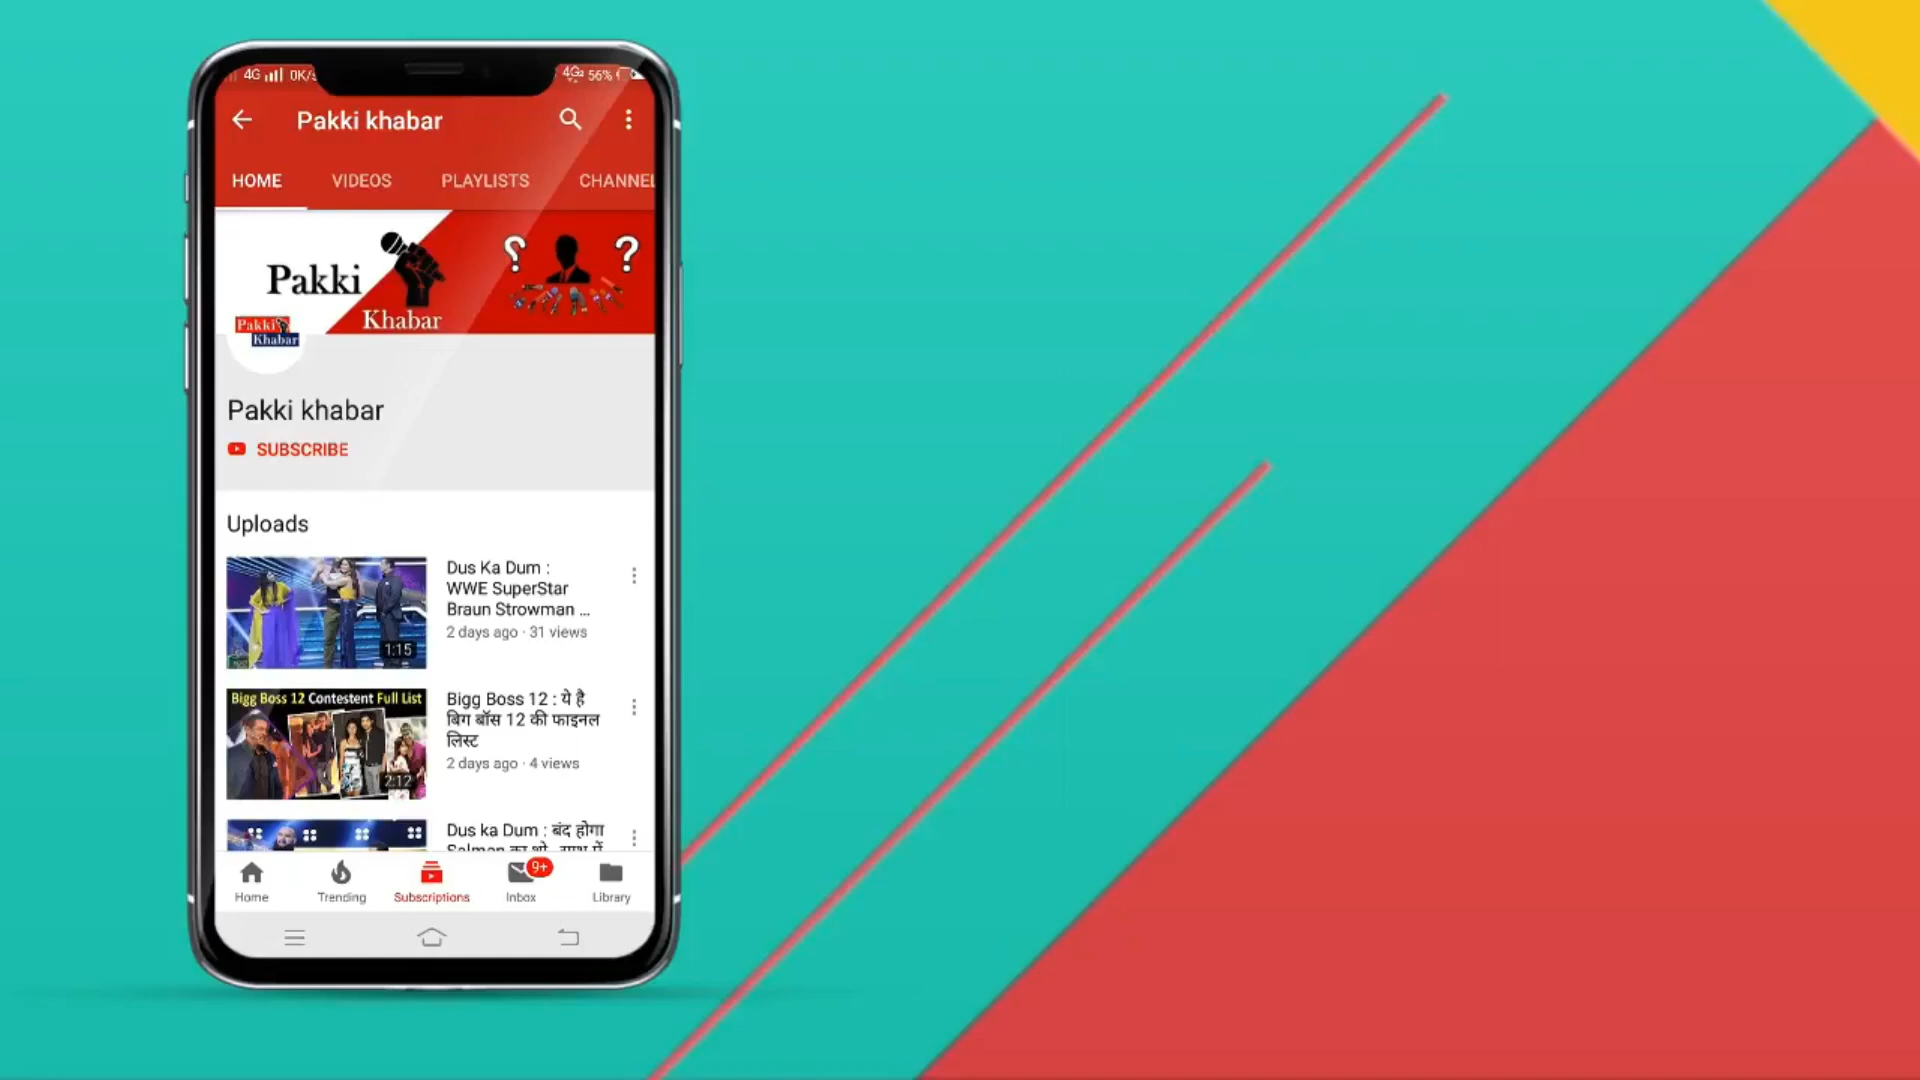 4G 0K/s 4G2 56%
Pakki khabar
HOME VIDEOS PLAYLISTS CHANNEL
Pakki
Khabar
? ?
Pakki
Khabar
Pakki khabar
SUBSCRIBE
Uploads
Dus Ka Dum :
WWE SuperStar
Braun Strowman ...
2 days ago · 31 views
1:15
Bigg Boss 12 Contestent Full List
2:12
Bigg Boss 12 : ये है
बिग बॉस 12 की फाइनल
लिस्ट
2 days ago · 4 views
Dus ka Dum : बंद होगा
Salman का शो
9+
Home Trending Subscriptions Inbox Library